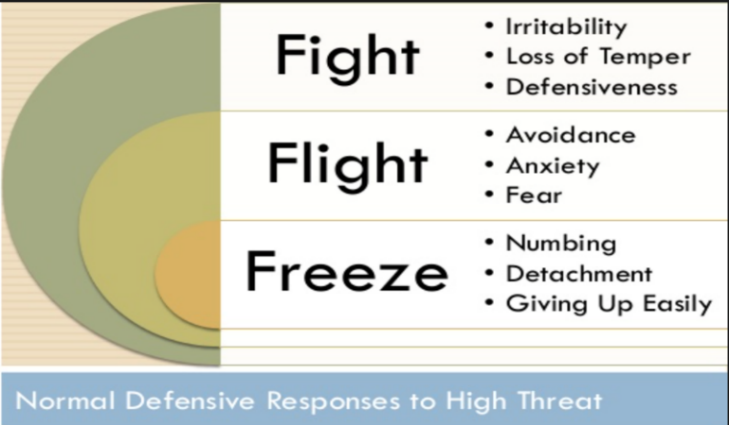 Fight
• Irritability
• Loss of Temper
• Defensiveness
Flight
• Avoidance
• Anxiety
• Fear
Freeze
• Numbing
• Detachment
• Giving Up Easily
Normal Defensive Responses to High Threat